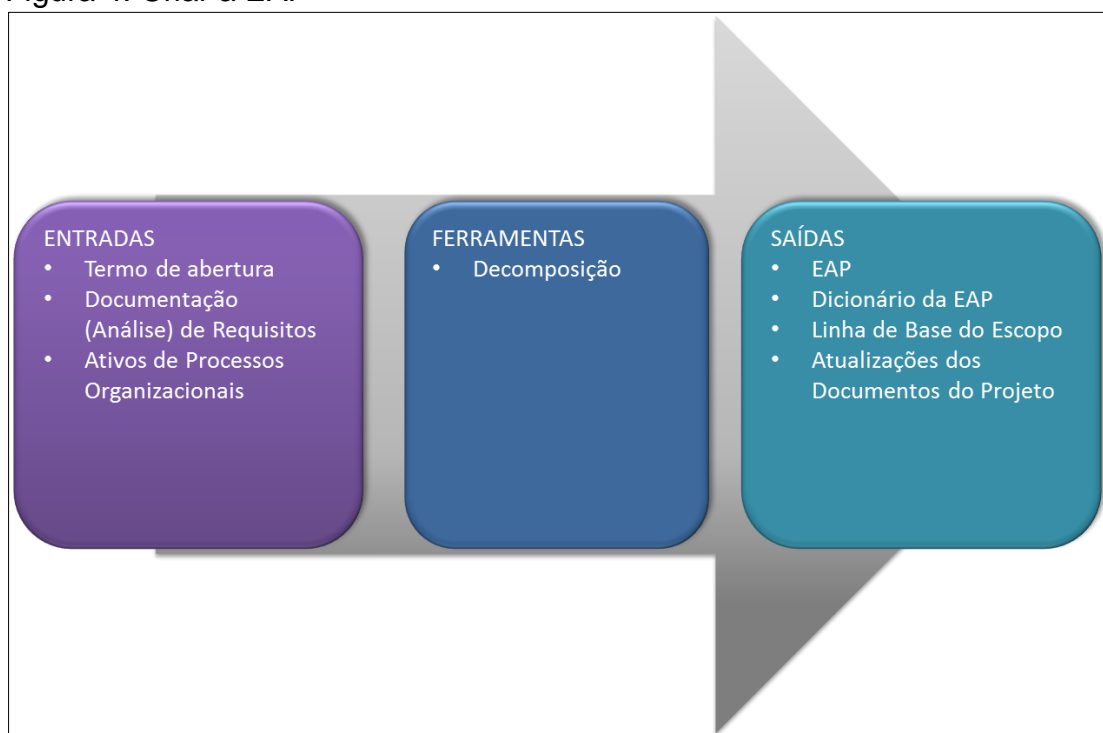 ENTRADAS
• Termo de abertura
• Documentação
(Análise) de Requisitos
• Ativos de Processos
Organizacionais
FERRAMENTAS
• Decomposição
SAÍDAS
• EAP
• Dicionário da EAP
• Linha de Base do Escopo
• Atualizações dos
Documentos do Projeto